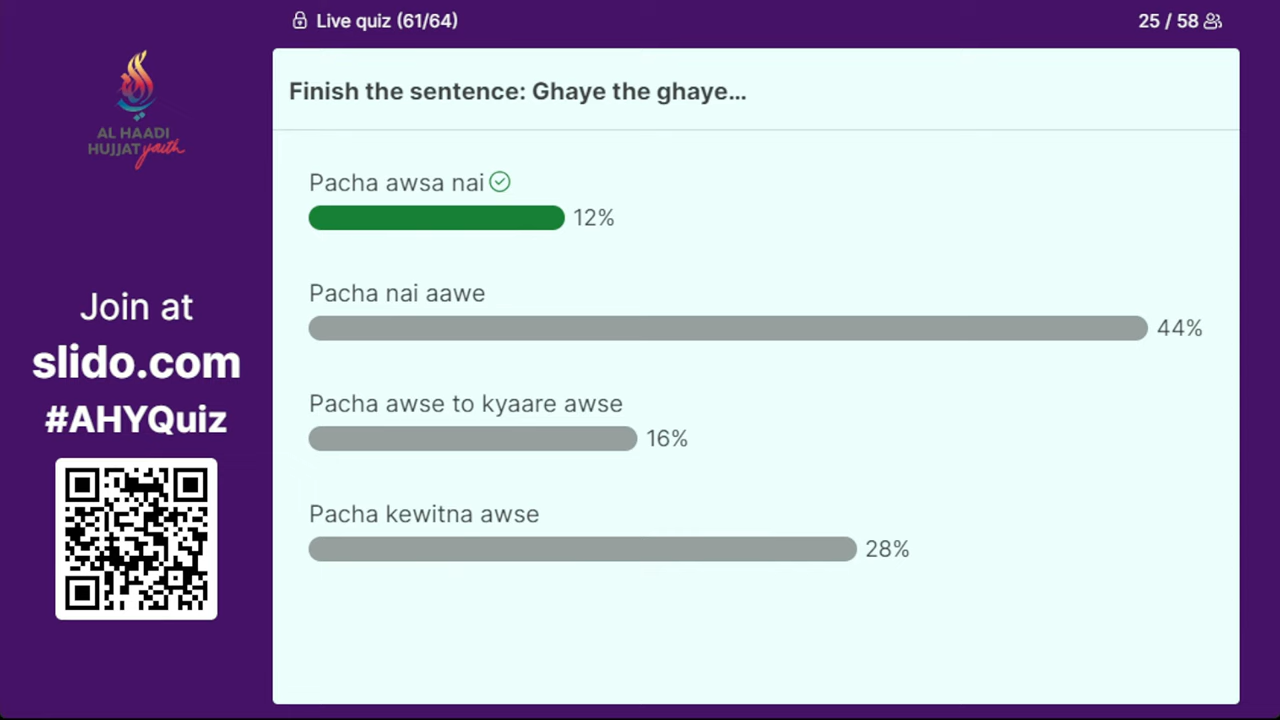 Live quiz (61/64)
25 / 58
AL HAADI
HUJJAT youth
Finish the sentence: Ghaye the ghaye...
Pacha awsa nai
12%
Pacha nai aawe
44%
Pacha awse to kyaare awse
16%
Pacha kewitna awse
28%
Join at
slido.com
#AHYQuiz